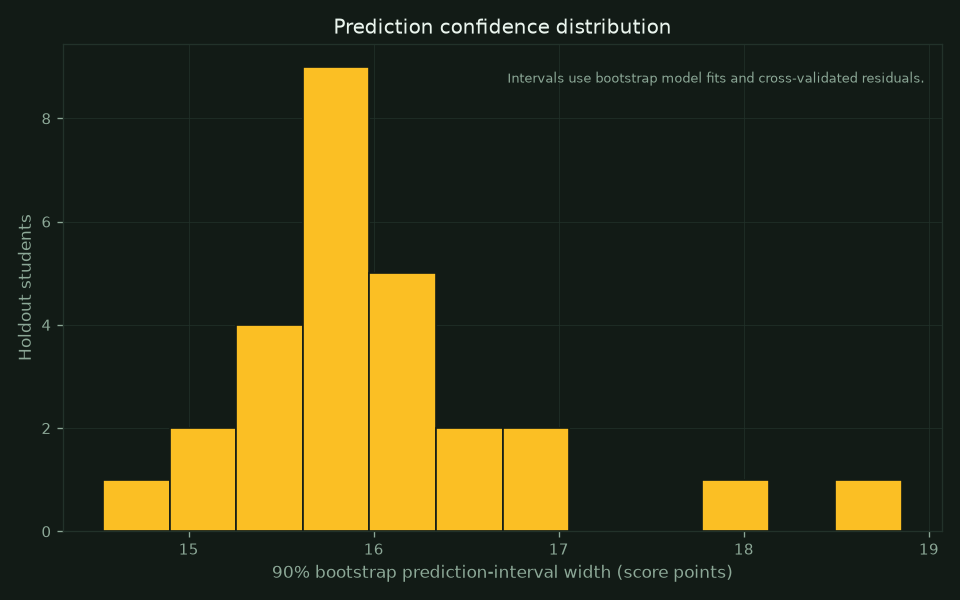 Prediction confidence distribution
Intervals use bootstrap model fits and cross-validated residuals.
Holdout students
8
6
4
2
0
15 16 17 18 19
90% bootstrap prediction-interval width (score points)